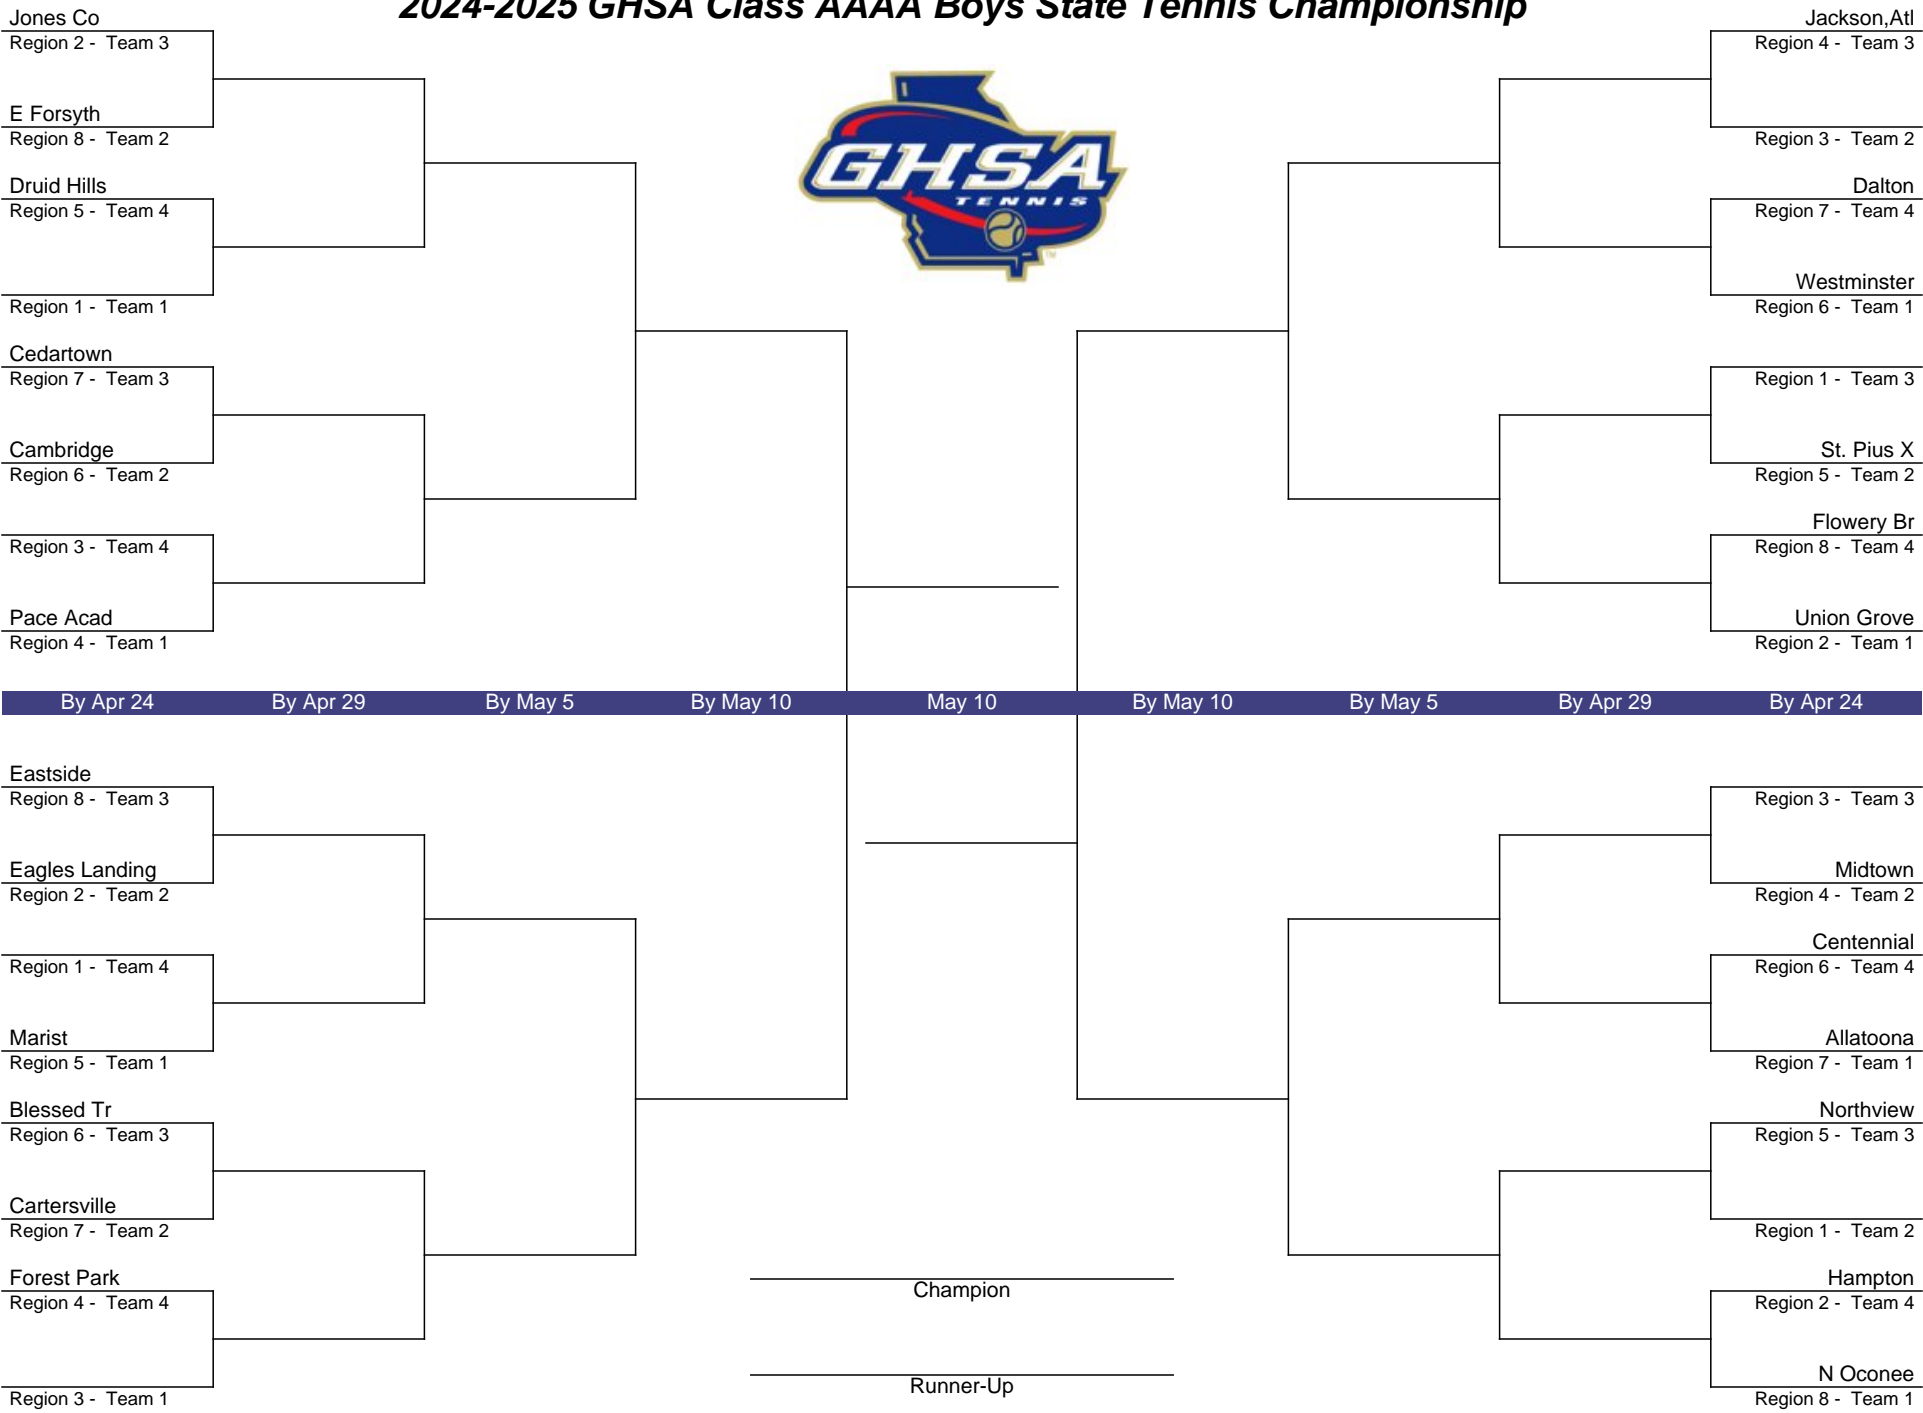 2024-2025 GHSA Class AAAA Boys State Tennis Championship
Jones Co
Region 2 - Team 3
E Forsyth
Region 8 - Team 2
Druid Hills
Region 5 - Team 4
Region 1 - Team 1
Cedartown
Region 7 - Team 3
Cambridge
Region 6 - Team 2
Region 3 - Team 4
Pace Acad
Region 4 - Team 1
GHSA
TENNIS
TM
Jackson,Atl
Region 4 - Team 3
Region 3 - Team 2
Dalton
Region 7 - Team 4
Westminster
Region 6 - Team 1
Region 1 - Team 3
St. Pius X
Region 5 - Team 2
Flowery Br
Region 8 - Team 4
Union Grove
Region 2 - Team 1
By Apr 24 By Apr 29 By May 5 By May 10 May 10 By May 10 By May 5 By Apr 29 By Apr 24
Eastside
Region 8 - Team 3
Eagles Landing
Region 2 - Team 2
Region 1 - Team 4
Marist
Region 5 - Team 1
Blessed Tr
Region 6 - Team 3
Cartersville
Region 7 - Team 2
Forest Park
Region 4 - Team 4
Region 3 - Team 1
Champion
Runner-Up
Region 3 - Team 3
Midtown
Region 4 - Team 2
Centennial
Region 6 - Team 4
Allatoona
Region 7 - Team 1
Northview
Region 5 - Team 3
Region 1 - Team 2
Hampton
Region 2 - Team 4
N Oconee
Region 8 - Team 1